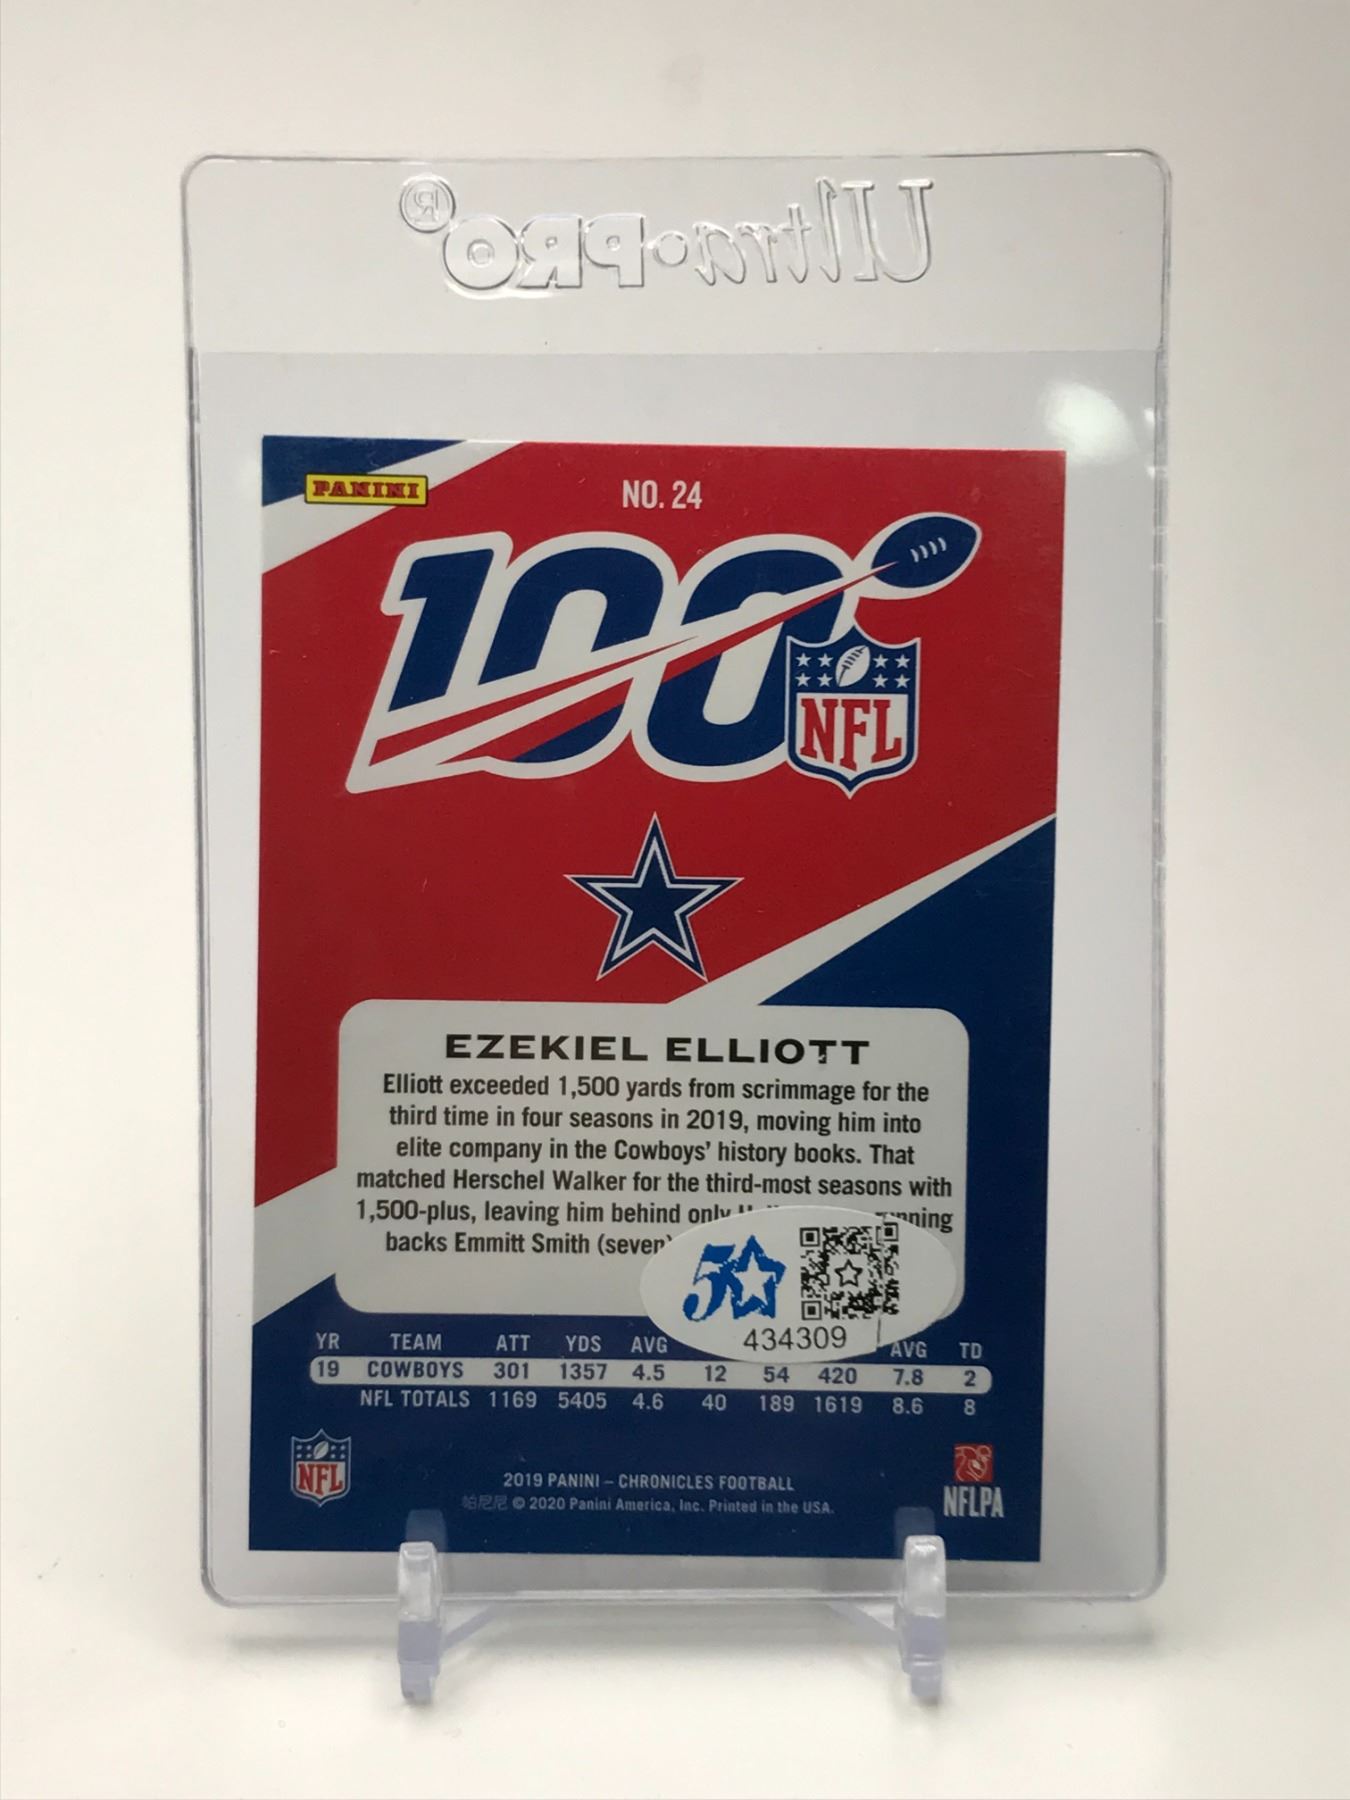 Ultra•PRO®
PANINI
NO. 24
100
NFL
EZEKIEL ELLIOTT
Elliott exceeded 1,500 yards from scrimmage for the
third time in four seasons in 2019, moving him into
elite company in the Cowboys' history books. That
matched Herschel Walker for the third-most seasons with
1,500-plus, leaving him behind only
backs Emmitt Smith (seven)
50
434309
YR TEAM ATT YDS AVG AVG TD
19 COWBOYS 301 1357 4.5 12 54 420 7.8 2
NFL TOTALS 1169 5405 4.6 40 189 1619 8.6 8
NFL
2019 PANINI – CHRONICLES FOOTBALL
帕尼尼 © 2020 Panini America, Inc. Printed in the USA.
NFLPA